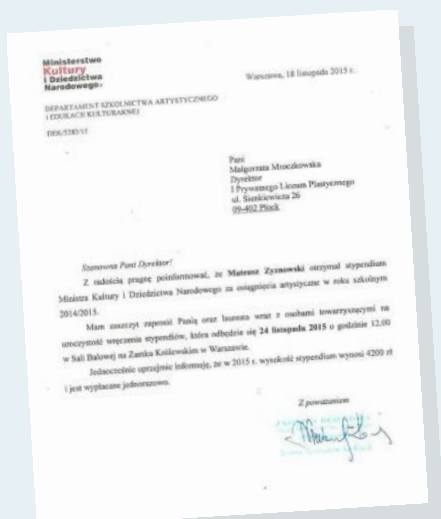 Ministerstwo
Kultury
i Dziedzictwa
Narodowego.
Warszawa, 18 listopada 2015 r.
DEPARTAMENT SZKOLNICTWA ARTYSTYCZNEGO
i EDUKACJI KULTURALNEJ
Pani
Małgorzata Mroczkowska
Dyrektor
I Prywatnego Liceum Plastycznego
ul. Sienkiewicza 26
09-402 Płock
Szanowna Pani Dyrektor!
Z radością pragnę poinformować, że Mateusz Żyznowski otrzymał stypendium
Ministra Kultury i Dziedzictwa Narodowego za osiągnięcia artystyczne w roku szkolnym
2014/2015.
Mam zaszczyt zaprosić Panią oraz laureata wraz z osobami towarzyszącymi na
uroczystość wręczenia stypendiów, która odbędzie się 24 listopada 2015 o godzinie 12.00
w Sali Balowej na Zamku Królewskim w Warszawie.
Jednocześnie uprzejmie informuję, że w 2015 r. wysokość stypendium wynosi 4200 zł
i jest wypłacane jednorazowo.
Z poważaniem